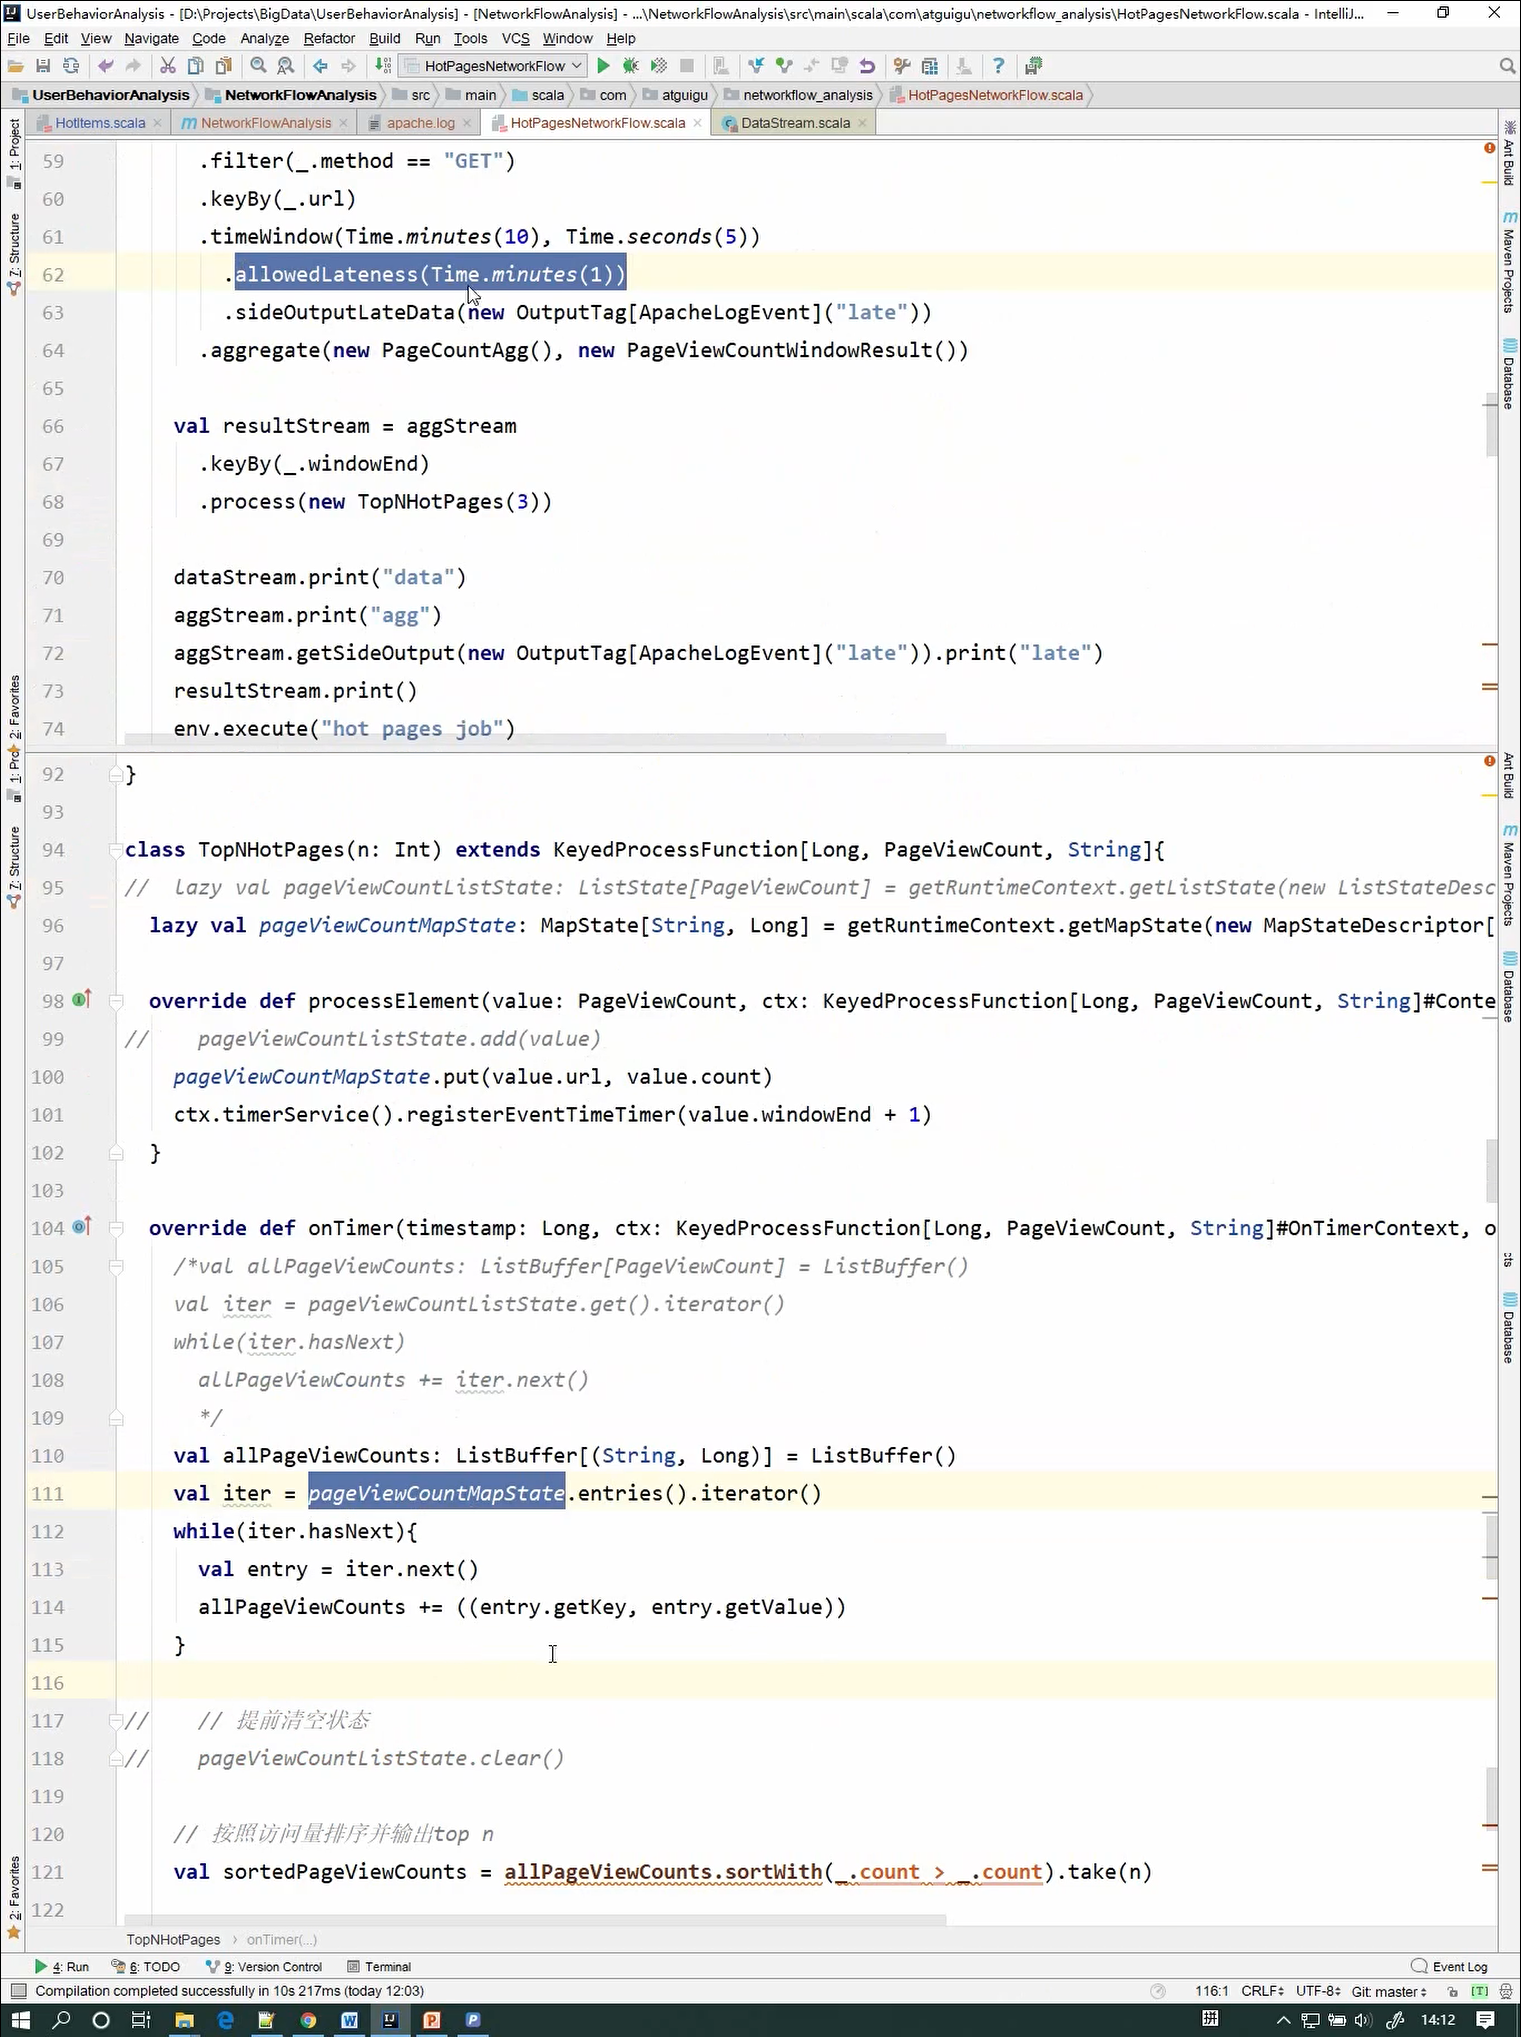 UserBehaviorAnalysis - [D:\Projects\BigData\UserBehaviorAnalysis] - [NetworkFlowAnalysis] - ...\NetworkFlowAnalysis\src\main\scala\com\atguigu\networkflow_analysis\HotPagesNetworkFlow.scala - IntelliJ...
File Edit View Navigate Code Analyze Refactor Build Run Tools VCS Window Help
HotPagesNetworkFlow
UserBehaviorAnalysis NetworkFlowAnalysis src main scala com atguigu networkflow_analysis HotPagesNetworkFlow.scala
HotItems.scala NetworkFlowAnalysis apache.log HotPagesNetworkFlow.scala DataStream.scala
1: Project
7: Structure
2: Favorites
Ant Build
Maven Projects
Database
59 .filter(_.method == "GET")
60 .keyBy(_.url)
61 .timeWindow(Time.minutes(10), Time.seconds(5))
62 .allowedLateness(Time.minutes(1))
63 .sideOutputLateData(new OutputTag[ApacheLogEvent]("late"))
64 .aggregate(new PageCountAgg(), new PageViewCountWindowResult())
65
66 val resultStream = aggStream
67 .keyBy(_.windowEnd)
68 .process(new TopNHotPages(3))
69
70 dataStream.print("data")
71 aggStream.print("agg")
72 aggStream.getSideOutput(new OutputTag[ApacheLogEvent]("late")).print("late")
73 resultStream.print()
74 env.execute("hot pages job")
1: Pro
7: Structure
2: Favorites
Ant Build
Maven Projects
Database
cts
Database
92 }
93
94 class TopNHotPages(n: Int) extends KeyedProcessFunction[Long, PageViewCount, String]{
95 // lazy val pageViewCountListState: ListState[PageViewCount] = getRuntimeContext.getListState(new ListStateDesc
96 lazy val pageViewCountMapState: MapState[String, Long] = getRuntimeContext.getMapState(new MapStateDescriptor[
97
98 override def processElement(value: PageViewCount, ctx: KeyedProcessFunction[Long, PageViewCount, String]#Conte
99 // pageViewCountListState.add(value)
100 pageViewCountMapState.put(value.url, value.count)
101 ctx.timerService().registerEventTimeTimer(value.windowEnd + 1)
102 }
103
104 override def onTimer(timestamp: Long, ctx: KeyedProcessFunction[Long, PageViewCount, String]#OnTimerContext, o
105 /*val allPageViewCounts: ListBuffer[PageViewCount] = ListBuffer()
106 val iter = pageViewCountListState.get().iterator()
107 while(iter.hasNext)
108 allPageViewCounts += iter.next()
109 */
110 val allPageViewCounts: ListBuffer[(String, Long)] = ListBuffer()
111 val iter = pageViewCountMapState.entries().iterator()
112 while(iter.hasNext){
113 val entry = iter.next()
114 allPageViewCounts += ((entry.getKey, entry.getValue))
115 }
116
117 // // 提前清空状态
118 // pageViewCountListState.clear()
119
120 // 按照访问量排序并输出top n
121 val sortedPageViewCounts = allPageViewCounts.sortWith(_.count > _.count).take(n)
122
TopNHotPages onTimer(...)
4: Run 6: TODO 9: Version Control Terminal Event Log
Compilation completed successfully in 10s 217ms (today 12:03) 116:1 CRLF UTF-8 Git: master [T]
拼 14:12